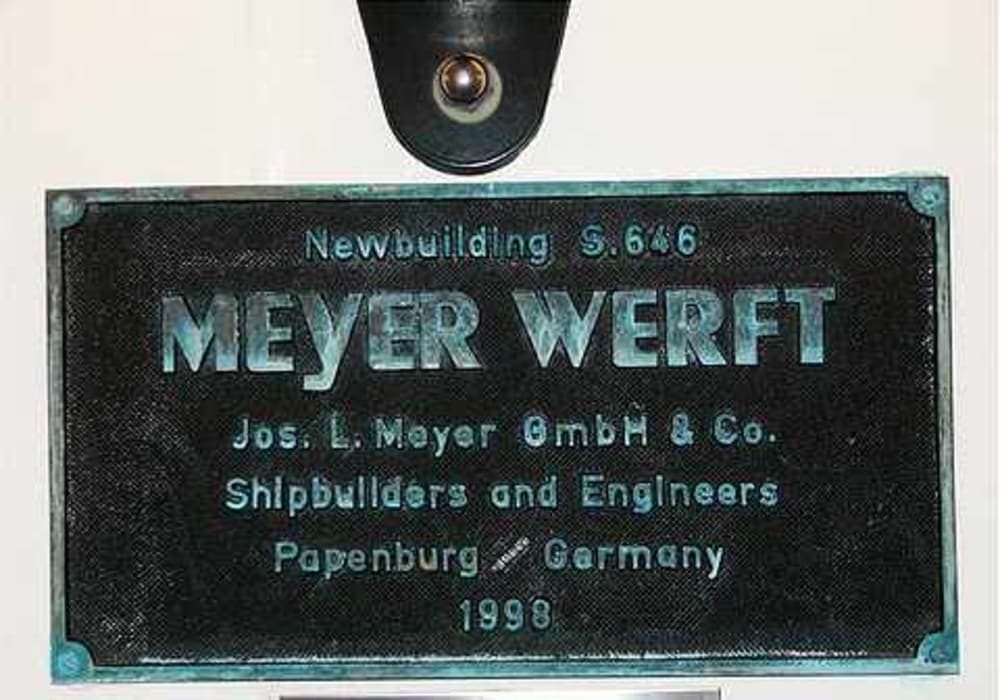 Newbuilding S.646
MEYER WERFT
Jos. L. Meyer GmbH & Co.
Shipbuilders and Engineers
Papenburg / Germany
1998